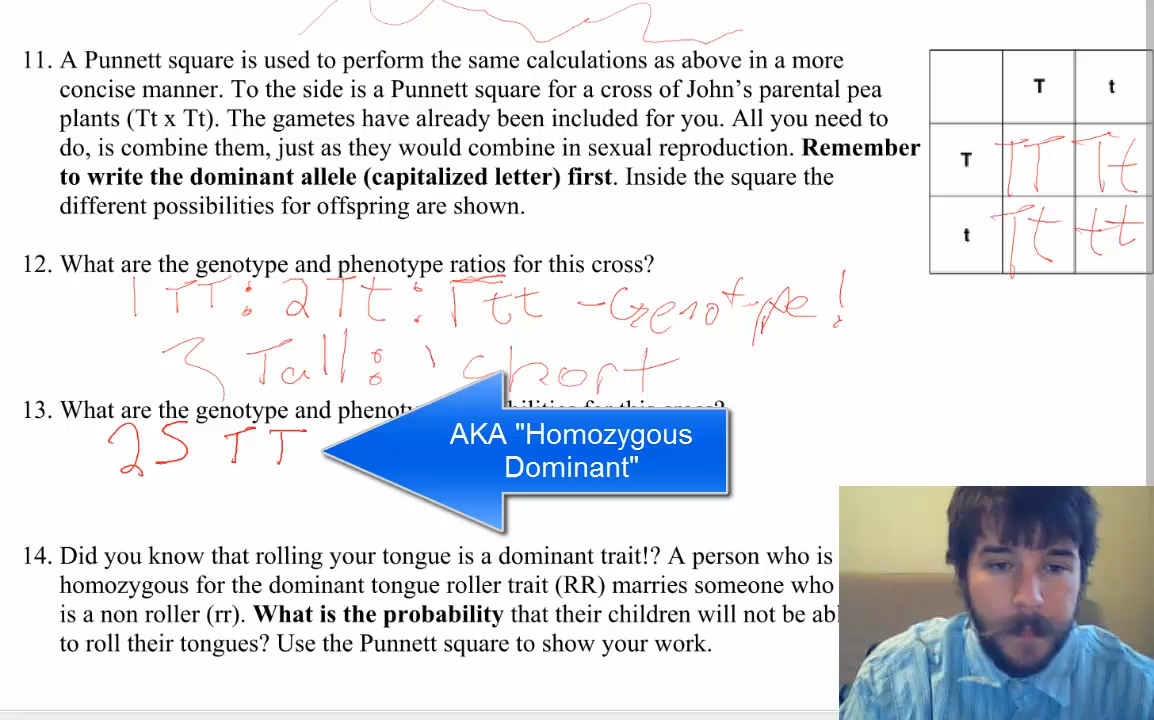 11. A Punnett square is used to perform the same calculations as above in a more
concise manner. To the side is a Punnett square for a cross of John's parental pea
plants (Tt x Tt). The gametes have already been included for you. All you need to
do, is combine them, just as they would combine in sexual reproduction. Remember
to write the dominant allele (capitalized letter) first. Inside the square the
different possibilities for offspring are shown.
T t
T TT Tt
t Tt tt
12. What are the genotype and phenotype ratios for this cross?
1 TT : 2 Tt : 1 tt - Genotype!
3 Tall : 1 short
13. What are the genotype and for this cross?
25 TT
AKA "Homozygous
Dominant"
14. Did you know that rolling your tongue is a dominant trait!? A person who is
homozygous for the dominant tongue roller trait (RR) marries someone who
is a non roller (rr). What is the probability that their children will not be
to roll their tongues? Use the Punnett square to show your work.